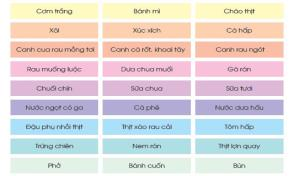 Cơm trắng Bánh mì Cháo thịt
Xôi Xúc xích Cá hấp
Canh cua rau mồng tơi Canh cà rốt, khoai tây Canh rau ngót
Rau muống luộc Dưa chua muối Gà rán
Chuối chín Sữa chua Sữa tươi
Nước ngọt có ga Cà phê Nước dưa hấu
Đậu phụ nhồi thịt Thịt xào rau cải Tôm hấp
Trứng chiên Nem rán Thịt lợn quay
Phở Bánh cuốn Bún